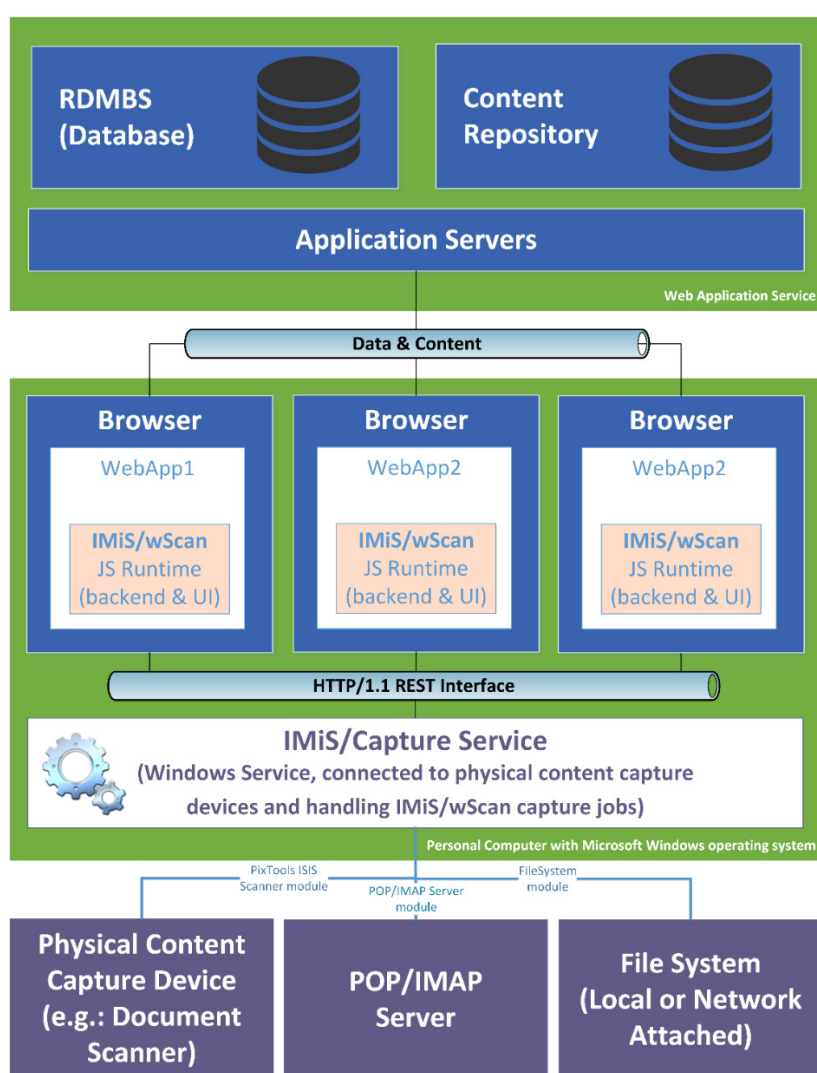 RDMBS
(Database)
Content
Repository
Application Servers
Web Application Service
Data & Content
Browser
WebApp1
IMiS/wScan
JS Runtime
(backend & UI)
Browser
WebApp2
IMiS/wScan
JS Runtime
(backend & UI)
Browser
WebApp2
IMiS/wScan
JS Runtime
(backend & UI)
HTTP/1.1 REST Interface
IMiS/Capture Service
(Windows Service, connected to physical content capture
devices and handling IMiS/wScan capture jobs)
Personal Computer with Microsoft Windows operating system
PixTools ISIS
Scanner module
POP/IMAP Server
module
FileSystem
module
Physical Content
Capture Device
(e.g.: Document
Scanner)
POP/IMAP
Server
File System
(Local or Network
Attached)